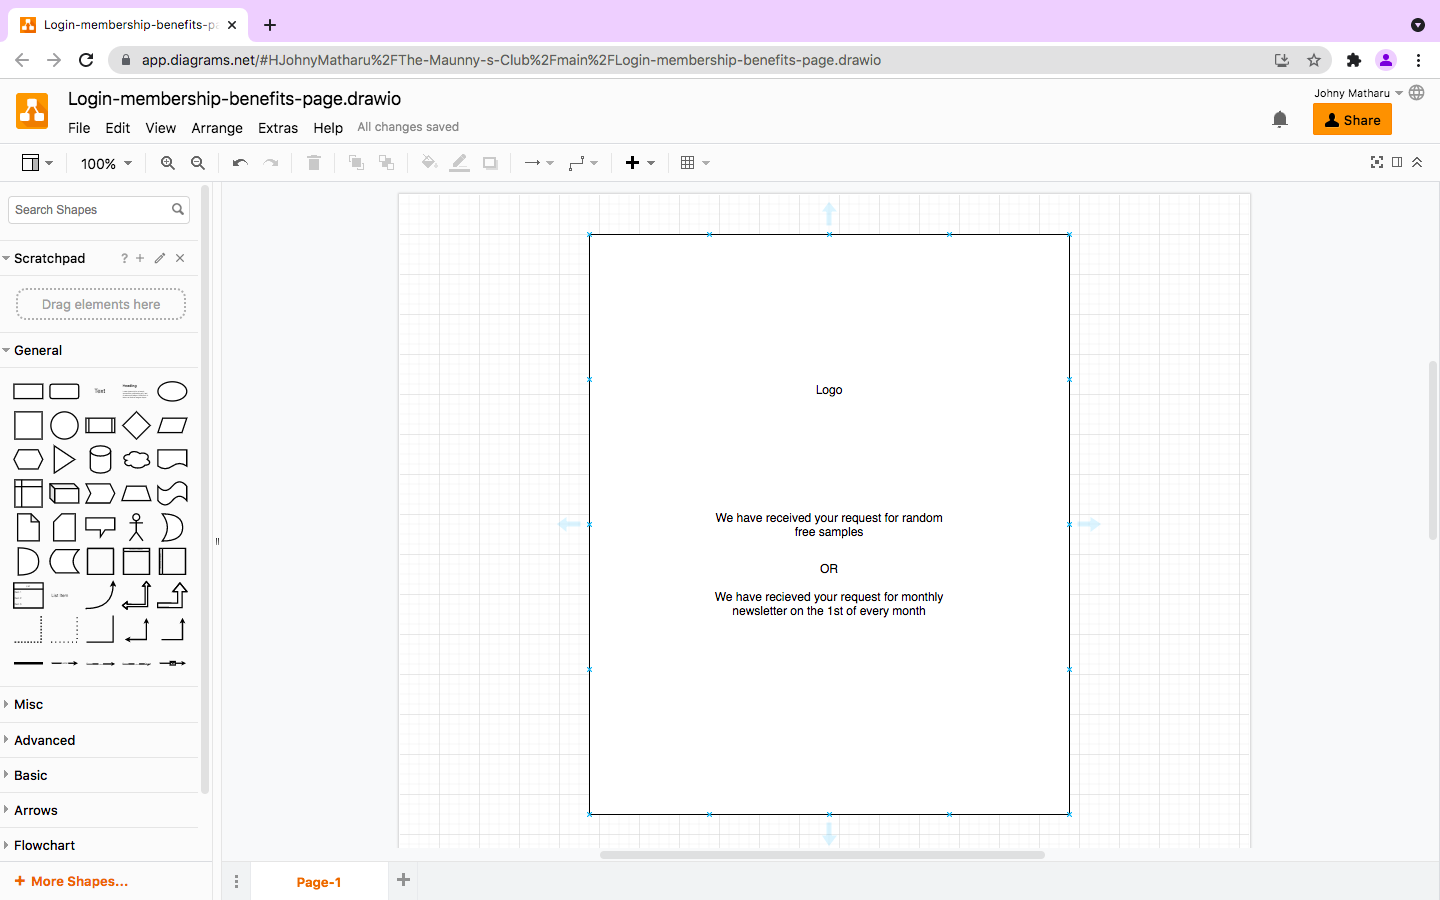 Login-membership-benefits-pa
app.diagrams.net/#HJohnyMatharu%2FThe-Maunny-s-Club%2Fmain%2FLogin-membership-benefits-page.drawio
Login-membership-benefits-page.drawio
Johny Matharu
File Edit View Arrange Extras Help All changes saved
Share
100%
Search Shapes
Scratchpad
?
Drag elements here
General
Text
Heading
List Item
Misc
Advanced
Basic
Arrows
Flowchart
+ More Shapes...
Logo
We have received your request for random
free samples
OR
We have recieved your request for monthly
newsletter on the 1st of every month
Page-1